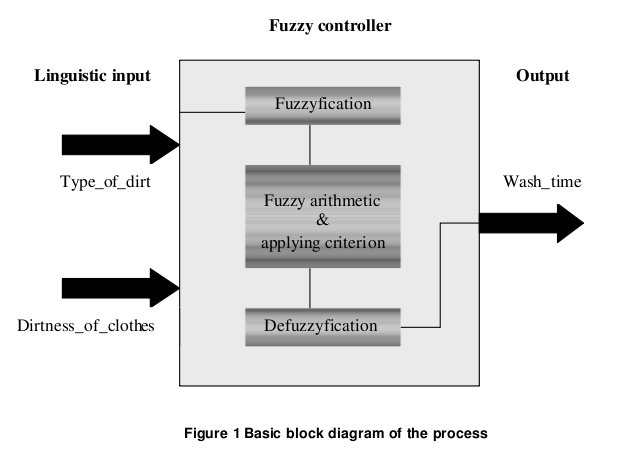 Fuzzy controller
Linguistic input
Output
Fuzzyfication
Type_of_dirt
Wash_time
Fuzzy arithmetic
&
applying criterion
Dirtness_of_clothes
Defuzzyfication
Figure 1 Basic block diagram of the process